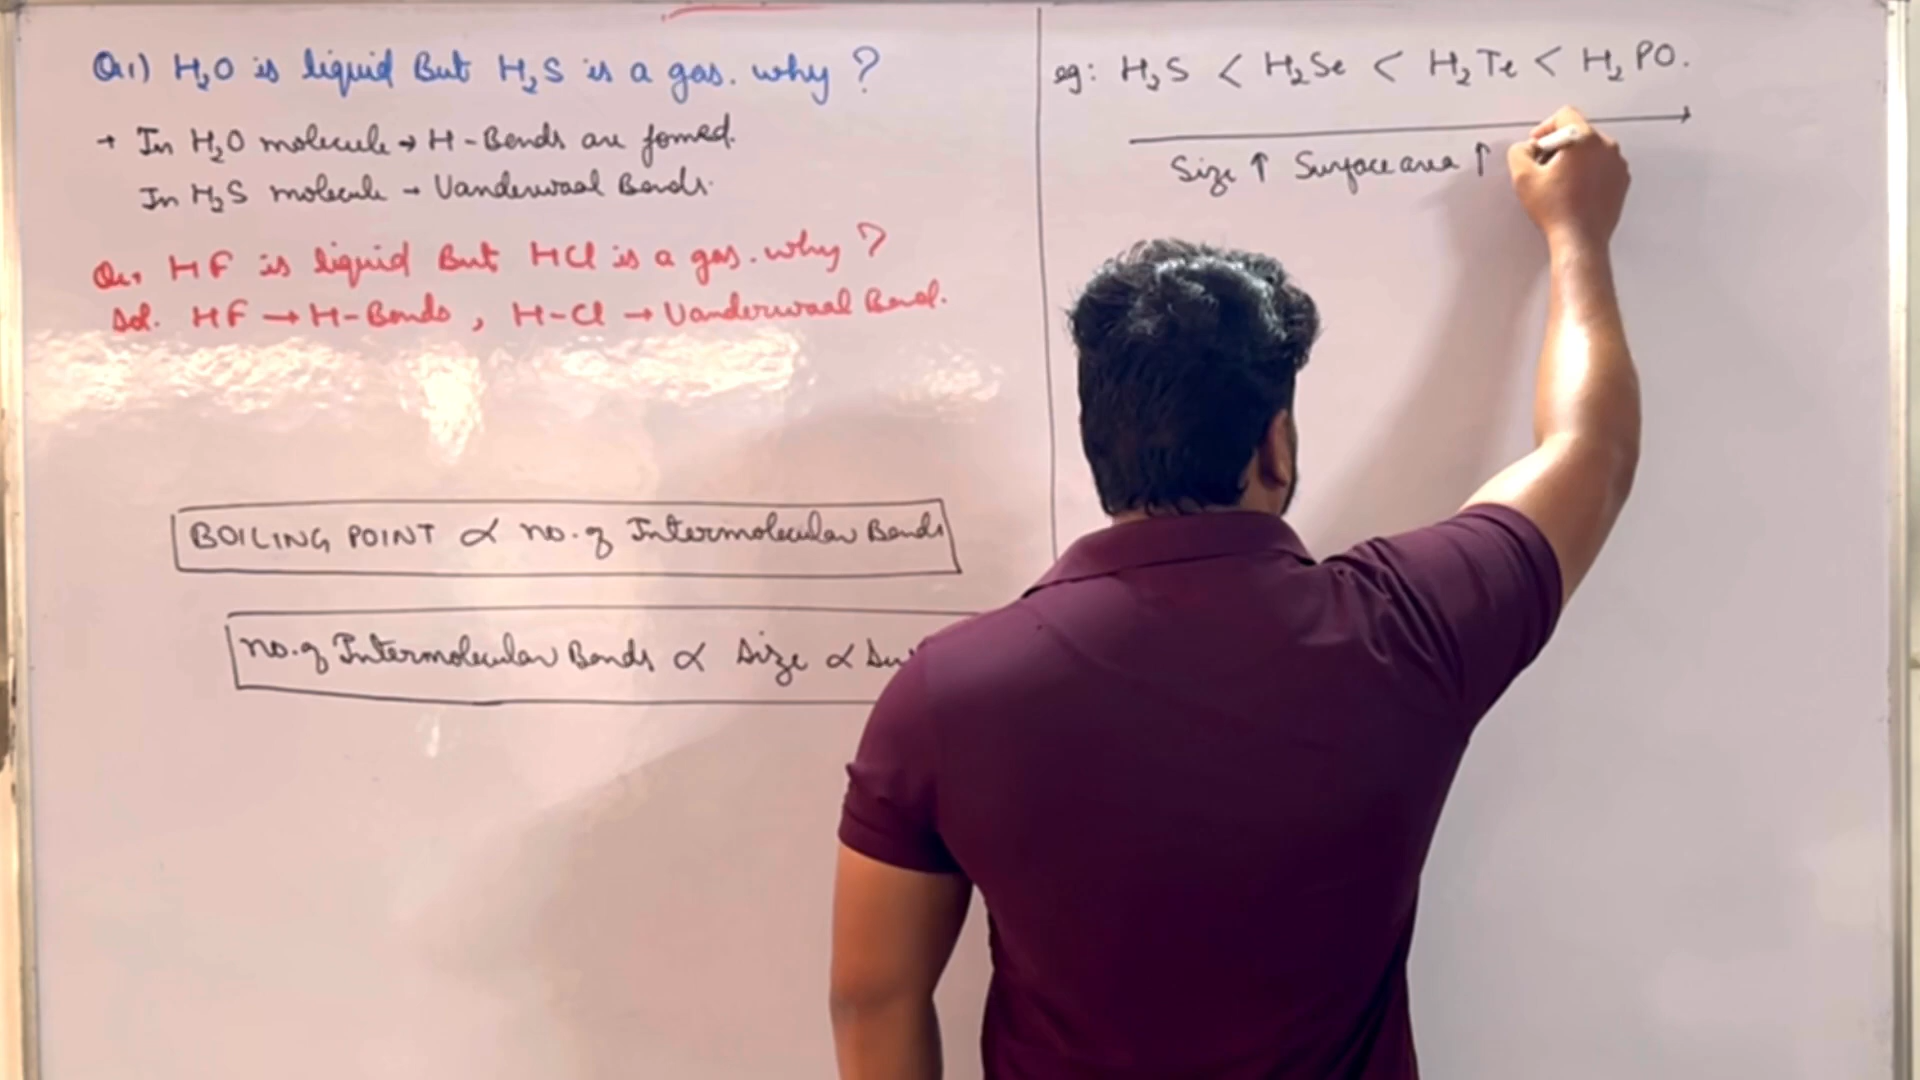 Q1) H₂O is liquid But H₂S is a gas. why ?
→ In H₂O molecule → H-Bonds are formed.
In H₂S molecule → Vanderwaal Bonds.
HF is liquid But HCl is a gas. why ?
Sol. HF → H-Bonds , H-Cl → Vanderwaal Bond.
BOILING POINT ∝ no. of Intermolecular Bonds
no. of Intermolecular Bonds ∝ Size ∝
eg: H₂S < H₂Se < H₂Te < H₂PO.
Size ↑ Surface area ↑